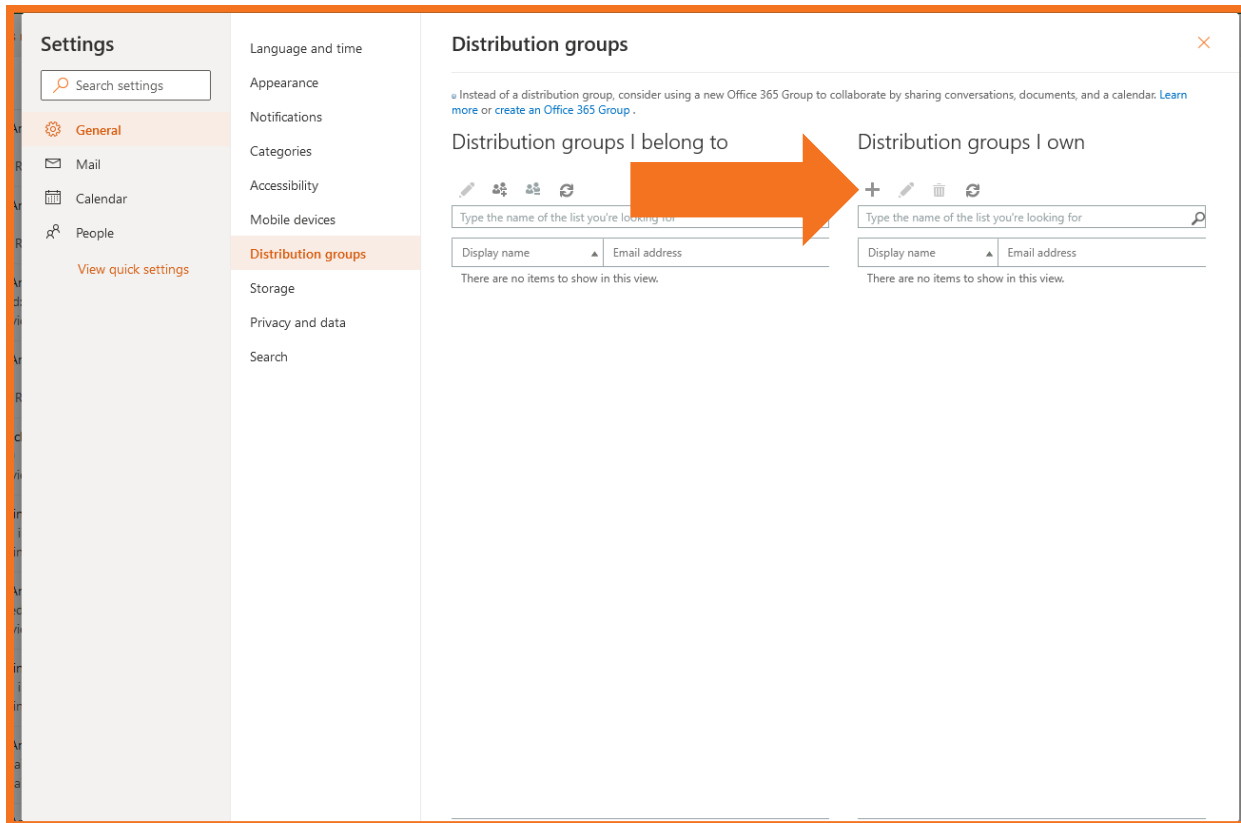 Settings
Search settings
General
Mail
Calendar
People
View quick settings
Language and time
Appearance
Notifications
Categories
Accessibility
Mobile devices
Distribution groups
Storage
Privacy and data
Search
Distribution groups
Instead of a distribution group, consider using a new Office 365 Group to collaborate by sharing conversations, documents, and a calendar. Learn
more or create an Office 365 Group .
Distribution groups I belong to
Type the name of the list you're looking for
Display name Email address
There are no items to show in this view.
Distribution groups I own
Type the name of the list you're looking for
Display name Email address
There are no items to show in this view.